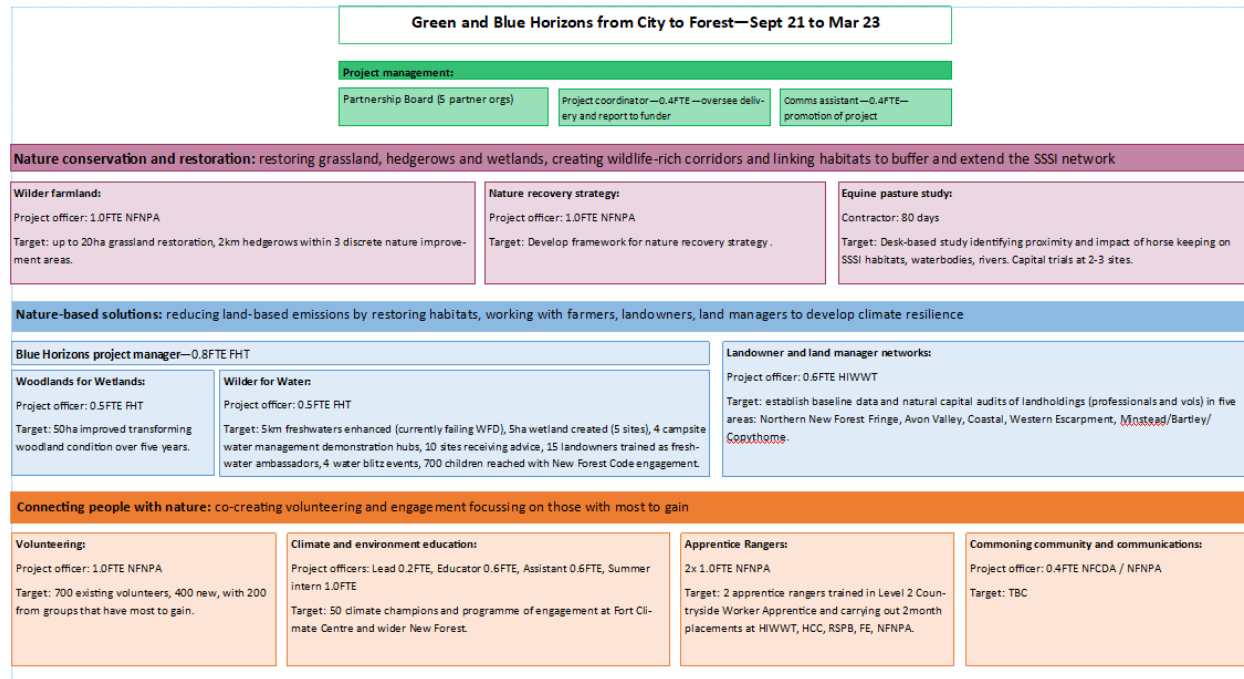 Green and Blue Horizons from City to Forest—Sept 21 to Mar 23
Project management:
Partnership Board (5 partner orgs)
Project coordinator—0.4FTE—oversee deliv-
ery and report to funder
Comms assistant—0.4FTE—
promotion of project
Nature conservation and restoration: restoring grassland, hedgerows and wetlands, creating wildlife-rich corridors and linking habitats to buffer and extend the SSSI network
Wilder farmland:
Project officer: 1.0FTE NFNPA
Target: up to 20ha grassland restoration, 2km hedgerows within 3 discrete nature improve-
ment areas.
Nature recovery strategy:
Project officer: 1.0FTE NFNPA
Target: Develop framework for nature recovery strategy .
Equine pasture study:
Contractor: 80 days
Target: Desk-based study identifying proximity and impact of horse keeping on
SSSI habitats, waterbodies, rivers. Capital trials at 2-3 sites.
Nature-based solutions: reducing land-based emissions by restoring habitats, working with farmers, landowners, land managers to develop climate resilience
Blue Horizons project manager—0.8FTE FHT
Woodlands for Wetlands:
Project officer: 0.5FTE FHT
Target: 50ha improved transforming
woodland condition over five years.
Wilder for Water:
Project officer: 0.5FTE FHT
Target: 5km freshwaters enhanced (currently failing WFD), 5ha wetland created (5 sites), 4 campsite
water management demonstration hubs, 10 sites receiving advice, 15 landowners trained as fresh-
water ambassadors, 4 water blitz events, 700 children reached with New Forest Code engagement.
Landowner and land manager networks:
Project officer: 0.6FTE HIWWT
Target: establish baseline data and natural capital audits of landholdings (professionals and vols) in five
areas: Northern New Forest Fringe, Avon Valley, Coastal, Western Escarpment, Minstead/Bartley/
Copythorne.
Connecting people with nature: co-creating volunteering and engagement focussing on those with most to gain
Volunteering:
Project officer: 1.0FTE NFNPA
Target: 700 existing volunteers, 400 new, with 200
from groups that have most to gain.
Climate and environment education:
Project officers: Lead 0.2FTE, Educator 0.6FTE, Assistant 0.6FTE, Summer
intern 1.0FTE
Target: 50 climate champions and programme of engagement at Fort Cli-
mate Centre and wider New Forest.
Apprentice Rangers:
2x 1.0FTE NFNPA
Target: 2 apprentice rangers trained in Level 2 Coun-
tryside Worker Apprentice and carrying out 2month
placements at HIWWT, HCC, RSPB, FE, NFNPA.
Commoning community and communications:
Project officer: 0.4FTE NFCDA / NFNPA
Target: TBC